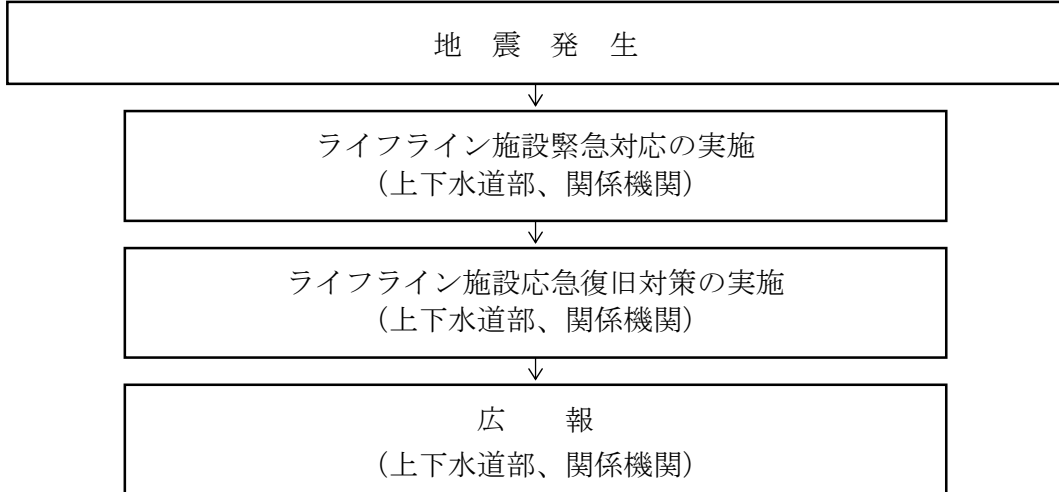 地　震　発　生
ライフライン施設緊急対応の実施
（上下水道部、関係機関）
ライフライン施設応急復旧対策の実施
（上下水道部、関係機関）
広　　報
（上下水道部、関係機関）